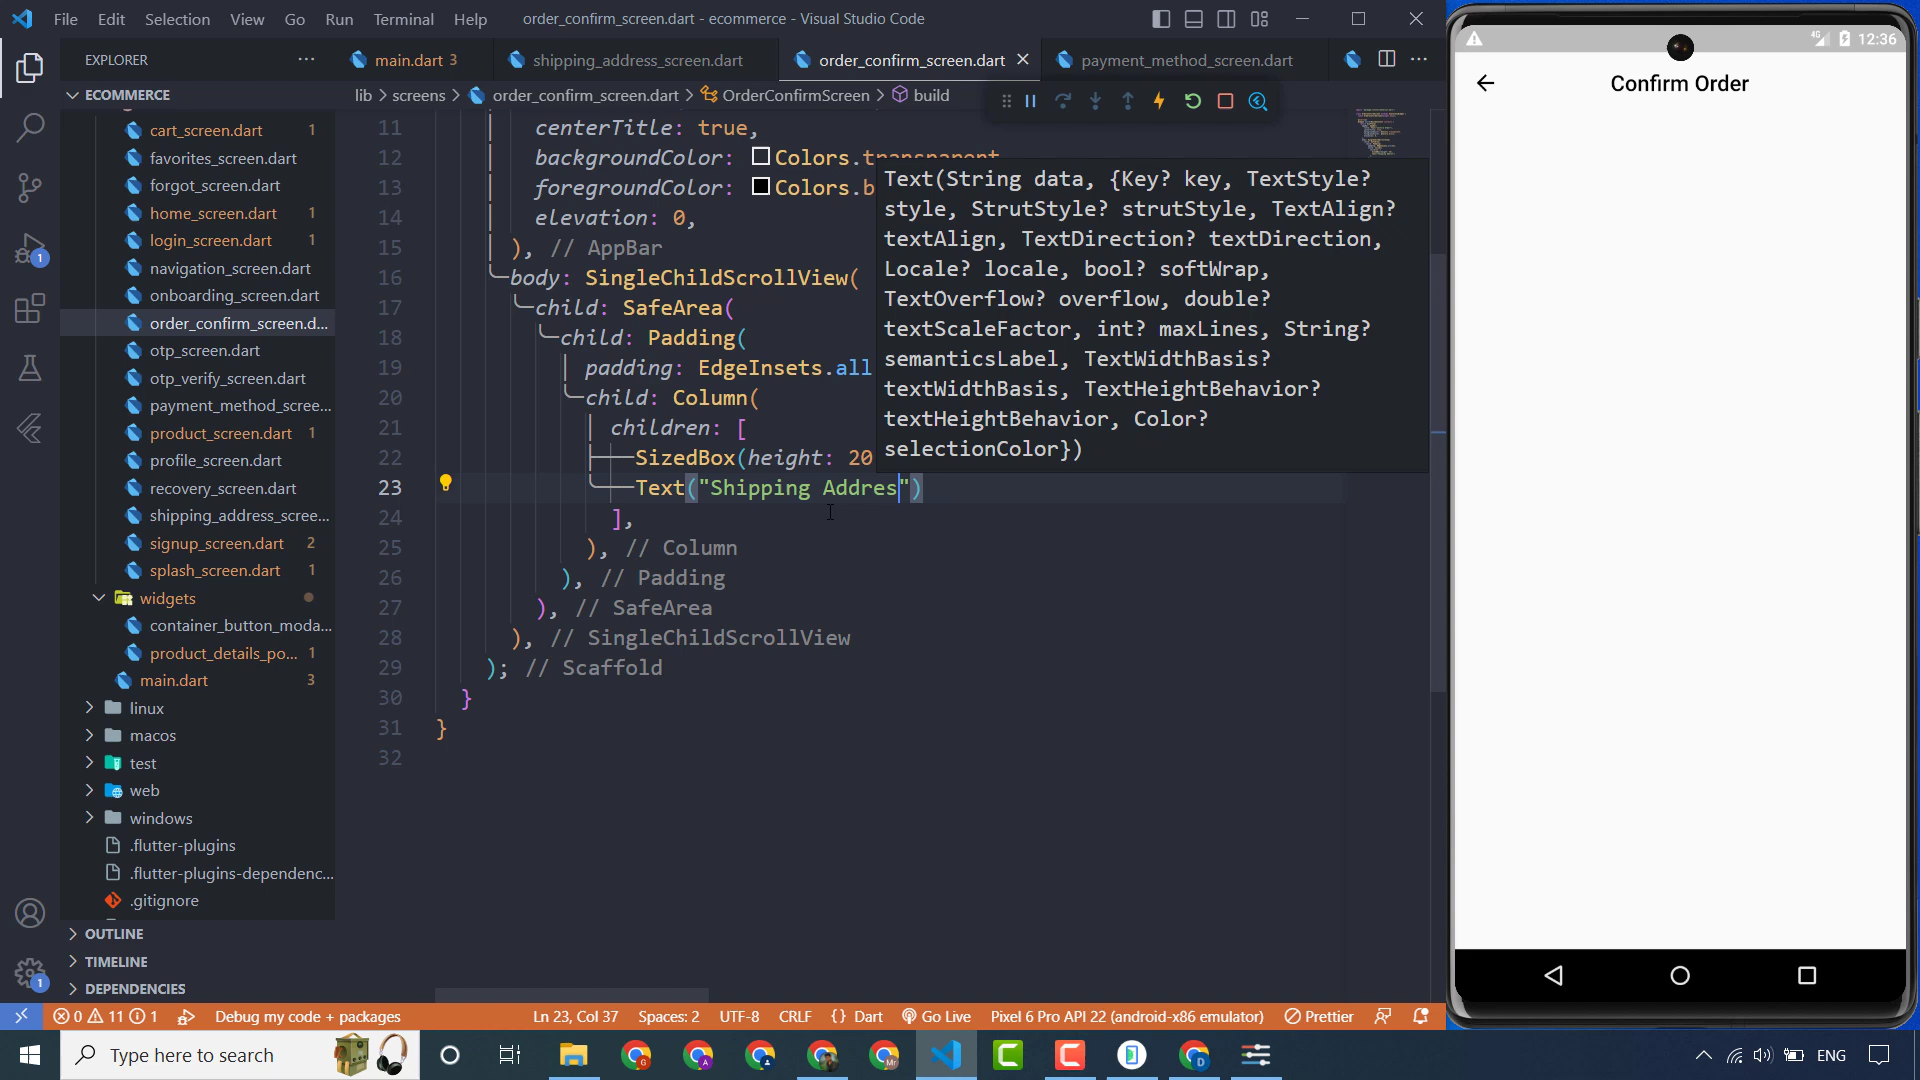 File Edit Selection View Go Run Terminal Help
order_confirm_screen.dart - ecommerce - Visual Studio Code
EXPLORER
main.dart 3
shipping_address_screen.dart
order_confirm_screen.dart
payment_method_screen.dart
ECOMMERCE
lib > screens > order_confirm_screen.dart > OrderConfirmScreen > build
cart_screen.dart 1
favorites_screen.dart
forgot_screen.dart
home_screen.dart 1
login_screen.dart 1
navigation_screen.dart
onboarding_screen.dart
order_confirm_screen.d...
otp_screen.dart
otp_verify_screen.dart
payment_method_scree...
product_screen.dart 1
profile_screen.dart
recovery_screen.dart
shipping_address_scree...
signup_screen.dart 2
splash_screen.dart 1
widgets
container_button_moda...
product_details_po... 1
main.dart 3
linux
macos
test
web
windows
.flutter-plugins
.flutter-plugins-dependenc...
.gitignore
OUTLINE
TIMELINE
DEPENDENCIES
1
1
11 centerTitle: true,
12 backgroundColor: Colors.transparent
13 foregroundColor: Colors.b
14 elevation: 0,
15 ), // AppBar
16 body: SingleChildScrollView(
17 child: SafeArea(
18 child: Padding(
19 padding: EdgeInsets.all
20 child: Column(
21 children: [
22 SizedBox(height: 20
23 Text("Shipping Addres")
24 ],
25 ), // Column
26 ), // Padding
27 ), // SafeArea
28 ), // SingleChildScrollView
29 ); // Scaffold
30 }
31 }
32
Text(String data, {Key? key, TextStyle?
style, StrutStyle? strutStyle, TextAlign?
textAlign, TextDirection? textDirection,
Locale? locale, bool? softWrap,
TextOverflow? overflow, double?
textScaleFactor, int? maxLines, String?
semanticsLabel, TextWidthBasis?
textWidthBasis, TextHeightBehavior?
textHeightBehavior, Color?
selectionColor})
4G 12:36
Confirm Order
0 11 1 Debug my code + packages Ln 23, Col 37 Spaces: 2 UTF-8 CRLF {} Dart Go Live Pixel 6 Pro API 22 (android-x86 emulator) Prettier
Type here to search
ENG